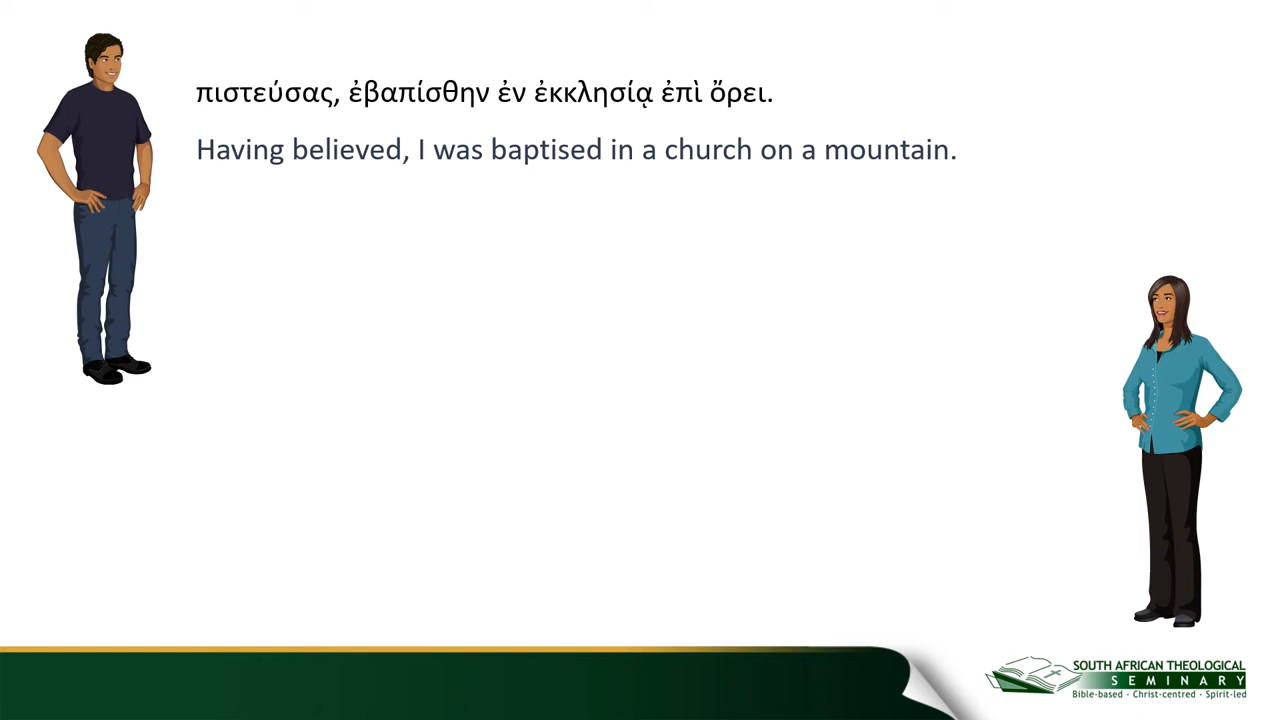 πιστεύσας, ἐβαπίσθην ἐν ἐκκλησίᾳ ἐπὶ ὄρει.
Having believed, I was baptised in a church on a mountain.
SOUTH AFRICAN THEOLOGICAL
SEMINARY
Bible-based · Christ-centred · Spirit-led